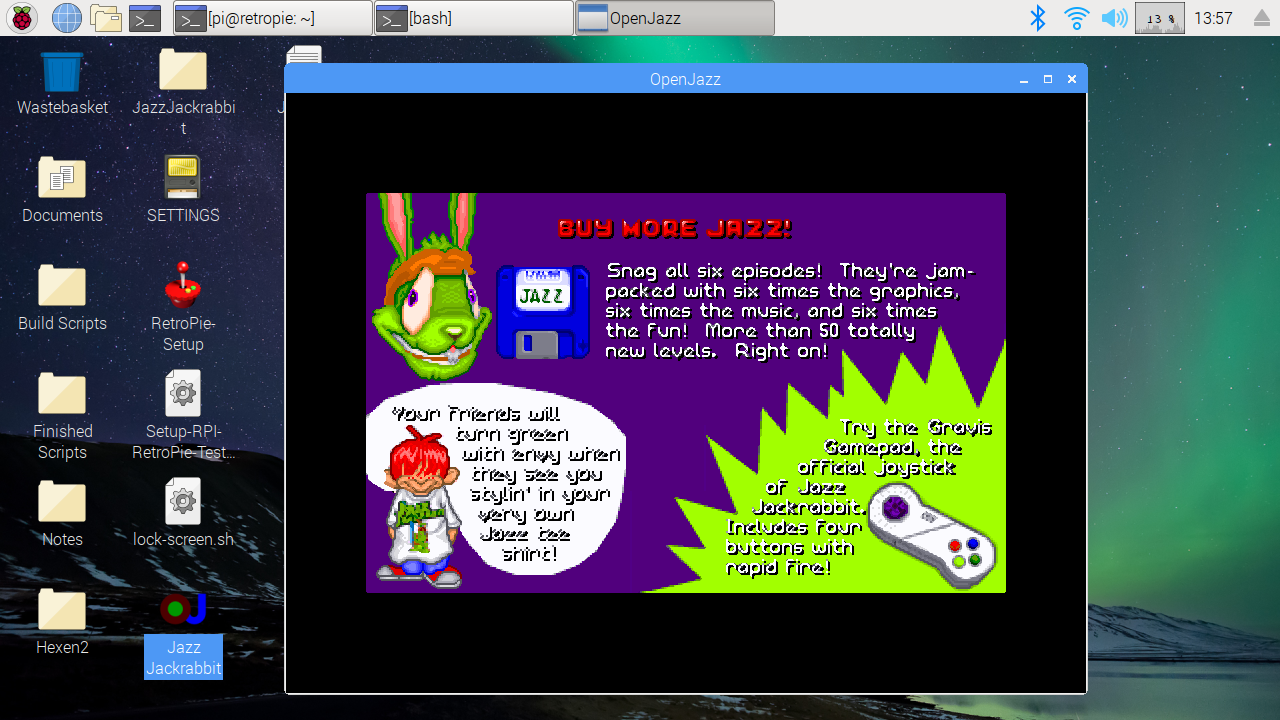 [pi@retropie: ~]
[bash]
OpenJazz
13 %
13:57
Wastebasket
JazzJackrabbi
t
Documents
SETTINGS
Build Scripts
RetroPie-
Setup
Finished
Scripts
Setup-RPI-
RetroPie-Test...
Notes
lock-screen.sh
Hexen2
Jazz
Jackrabbit
OpenJazz
BUY MORE JAZZ!
JAZZ
Snag all six episodes! They're jam-
packed with six times the graphics,
six times the music, and six times
the fun! More than 50 totally
new levels. Right on!
Your friends will
turn green
with envy when
they see you
stylin' in your
very own
Jazz tee
shirt!
Try the Gravis
Gamepad, the
official joystick
of Jazz
Jackrabbit.
Includes four
buttons with
rapid fire!